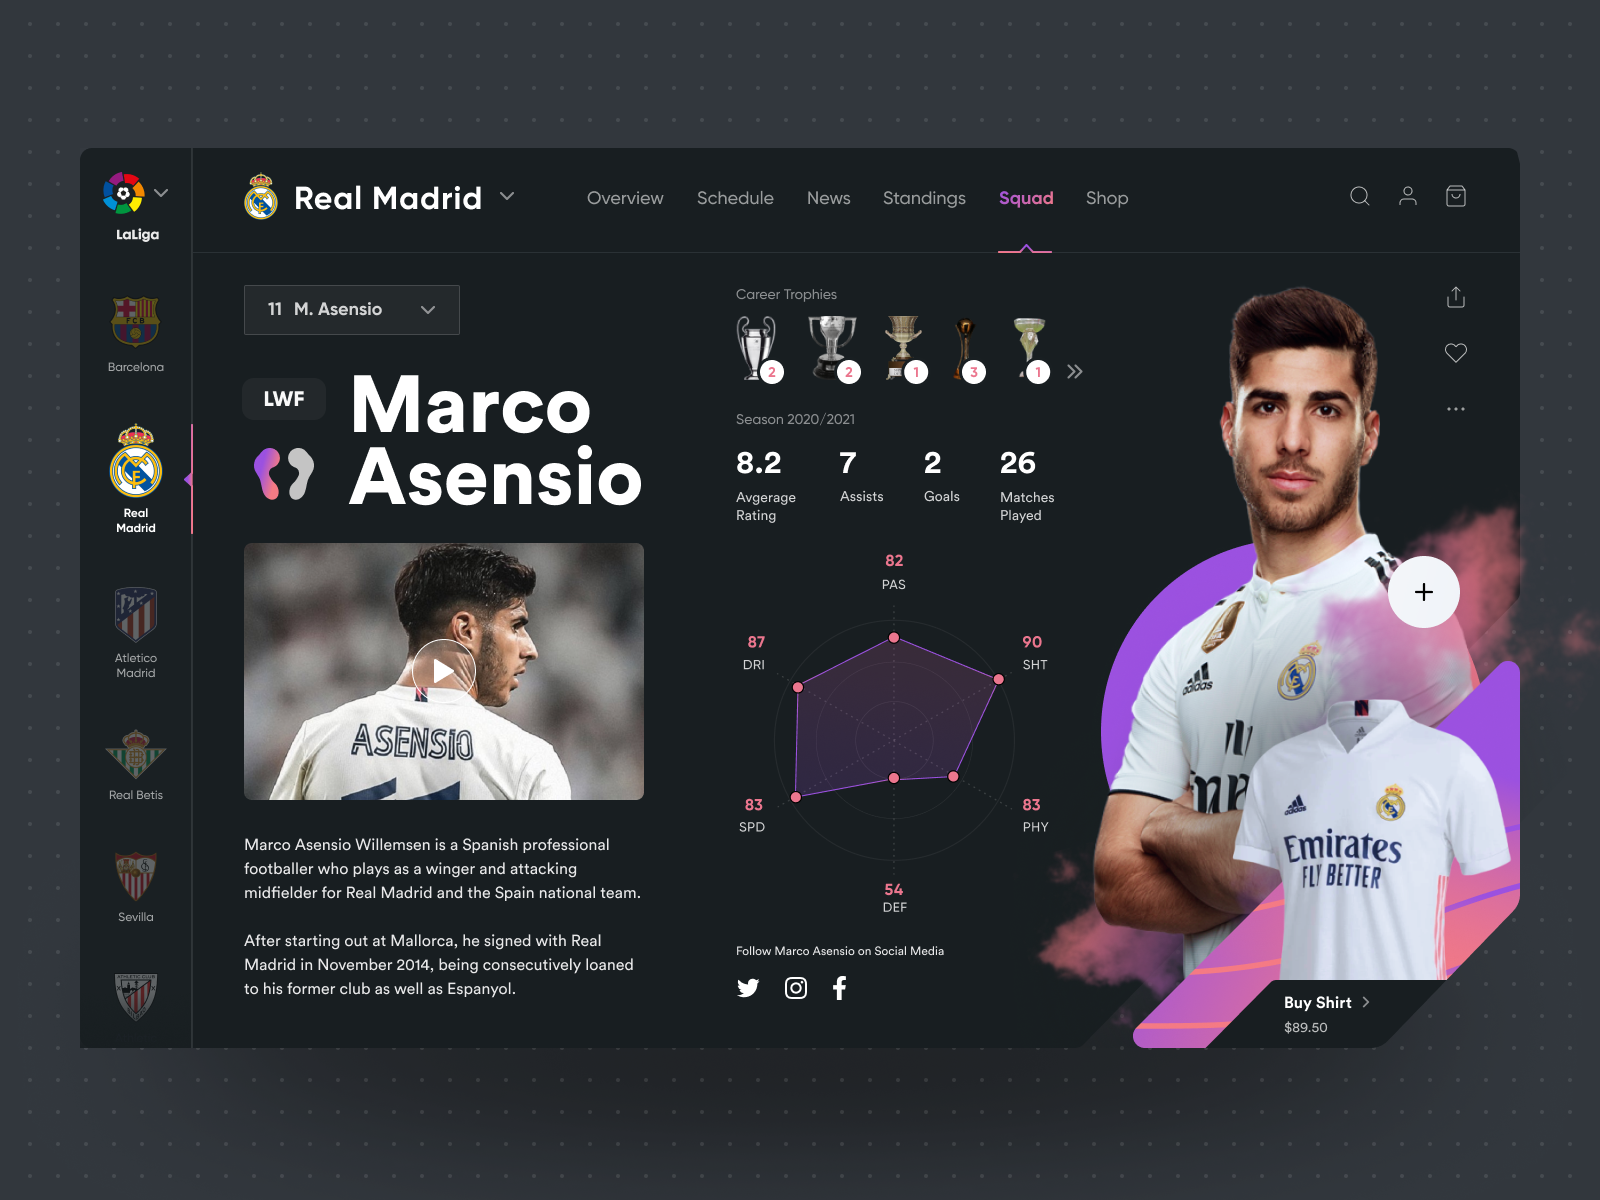 LaLiga
Real Madrid
Overview
Schedule
News
Standings
Squad
Shop
FCB
Barcelona
Real
Madrid
Atletico
Madrid
Real Betis
Sevilla
11 M. Asensio
LWF
Marco
Asensio
ASENSIO
Marco Asensio Willemsen is a Spanish professional
footballer who plays as a winger and attacking
midfielder for Real Madrid and the Spain national team.
After starting out at Mallorca, he signed with Real
Madrid in November 2014, being consecutively loaned
to his former club as well as Espanyol.
Career Trophies
2
2
1
3
1
Season 2020/2021
8.2
7
2
26
Avgerage
Rating
Assists
Goals
Matches
Played
82
PAS
87
DRI
90
SHT
83
SPD
83
PHY
54
DEF
Follow Marco Asensio on Social Media
adidas
Emirates
FLY BETTER
Buy Shirt
$89.50